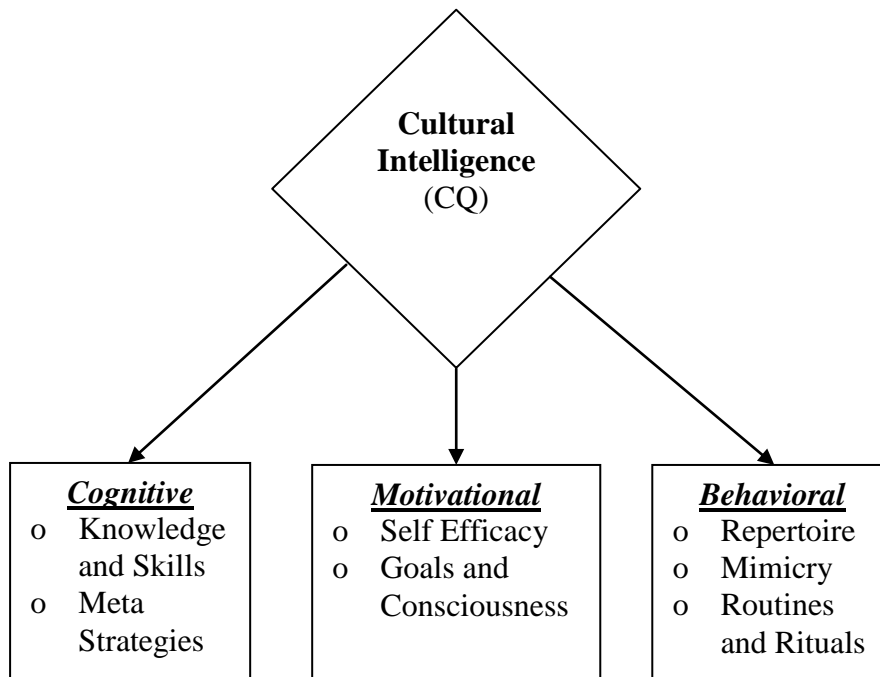 Cultural
Intelligence
(CQ)
Cognitive
o Knowledge
and Skills
o Meta
Strategies
Motivational
o Self Efficacy
o Goals and
Consciousness
Behavioral
o Repertoire
o Mimicry
o Routines
and Rituals